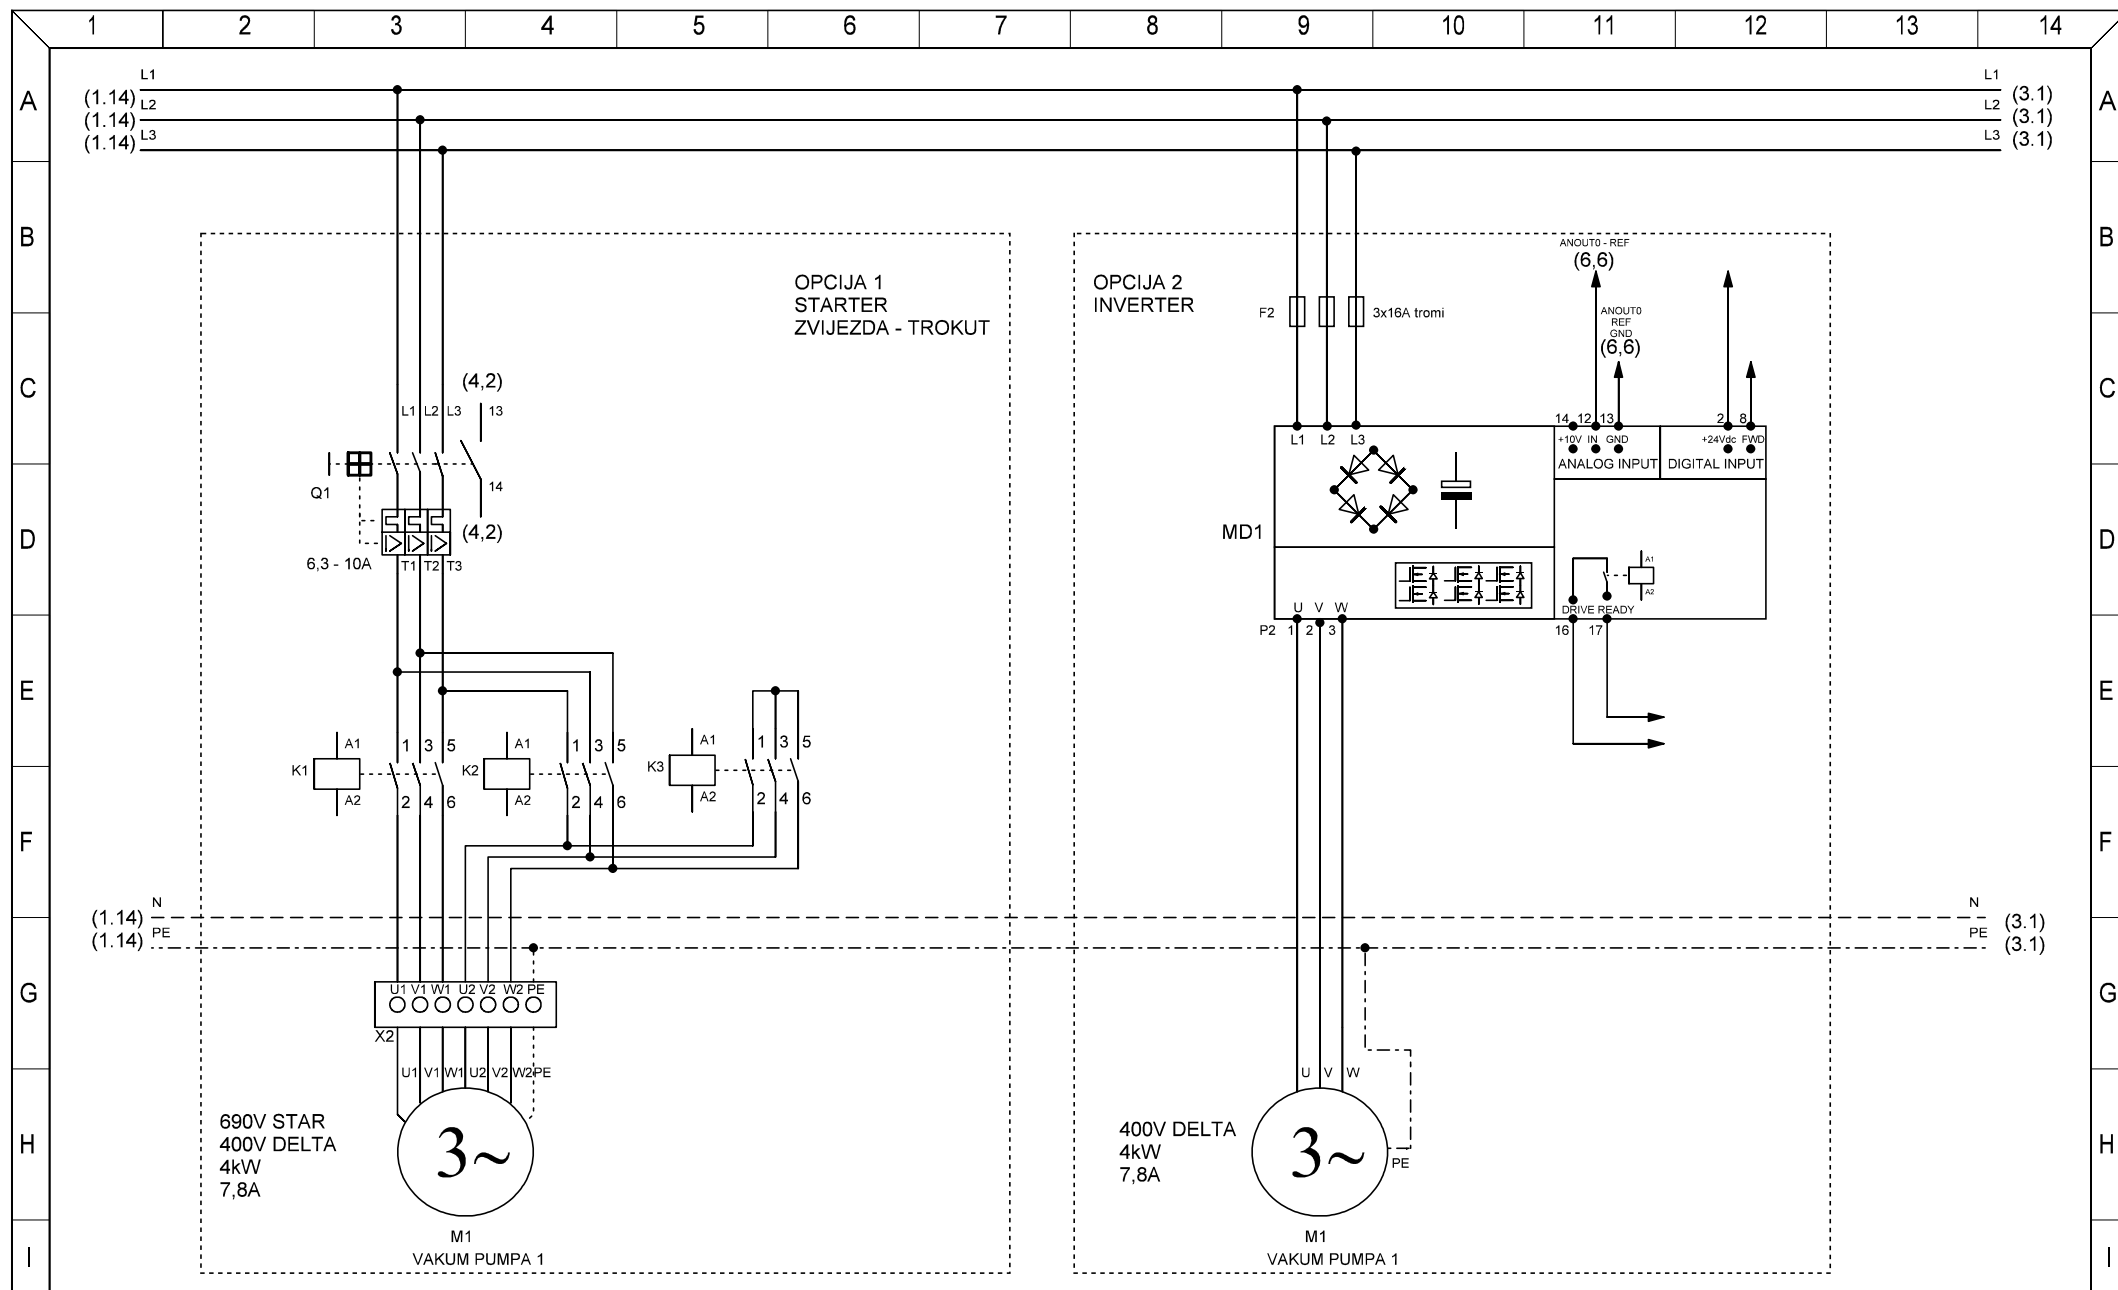 1 2 3 4 5 6 7 8 9 10 11 12 13 14
A A
L1 L1
(1.14) (3.1)
L2 L2
(1.14) (3.1)
L3 L3
(1.14) (3.1)
B B
OPCIJA 1
STARTER
ZVIJEZDA - TROKUT
(4,2)
L1 L2 L3 13
Q1
14
(4,2)
6,3 - 10A
T1 T2 T3
K1 A1 A2 1 3 5
2 4 6
K2 A1 A2 1 3 5
2 4 6
K3 A1 A2 1 3 5
2 4 6
OPCIJA 2
INVERTER
F2
3x16A tromi
ANOUT0 - REF
(6,6)
ANOUT0
REF
GND
(6,6)
C C
14 12 13 2 8
L1 L2 L3
+10V IN GND +24Vdc FWD
ANALOG INPUT DIGITAL INPUT
MD1
D D
A1
A2
DRIVE READY
U V W
P2 1 2 3 16 17
E E
F F
N N
(1.14) (3.1)
PE PE
(1.14) (3.1)
G G
U1 V1 W1 U2 V2 W2 PE
X2
U1 V1 W1 U2 V2 W2 PE
690V STAR
400V DELTA
4kW
7,8A
3~
M1
VAKUM PUMPA 1
U V W
400V DELTA
4kW
7,8A
3~
PE
M1
VAKUM PUMPA 1
H H
I I